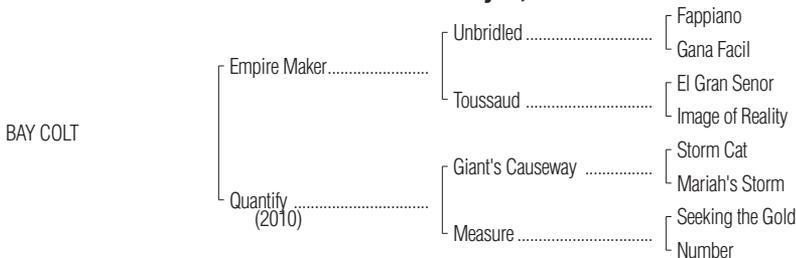 Fappiano
Unbridled ....................................
Gana Facil
Empire Maker........................
El Gran Senor
Toussaud ....................................
Image of Reality
BAY COLT
Storm Cat
Giant's Causeway ................
Mariah's Storm
Quantify ................................
(2010)
Seeking the Gold
Measure ....................................
Number